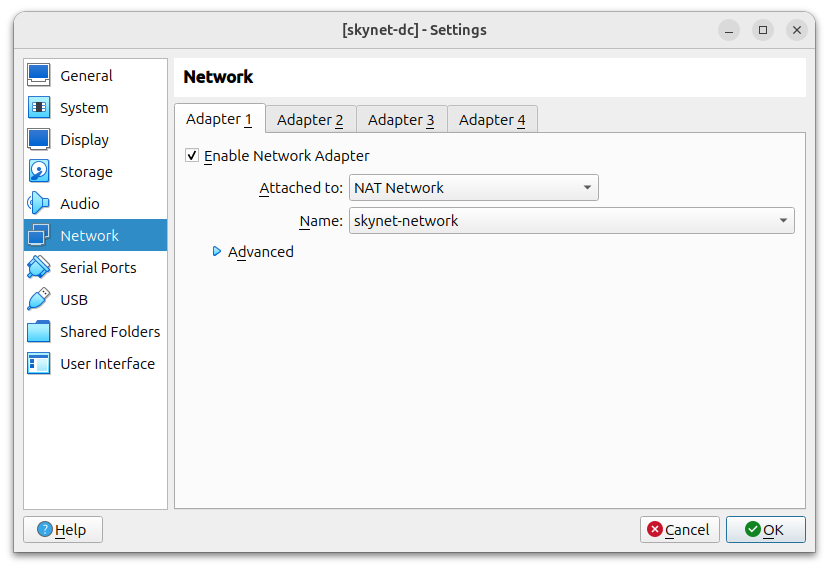 [skynet-dc] - Settings
General
System
Display
Storage
Audio
Network
Serial Ports
USB
Shared Folders
User Interface
Network
Adapter 1 Adapter 2 Adapter 3 Adapter 4
Enable Network Adapter
Attached to: NAT Network
Name: skynet-network
Advanced
Help Cancel OK